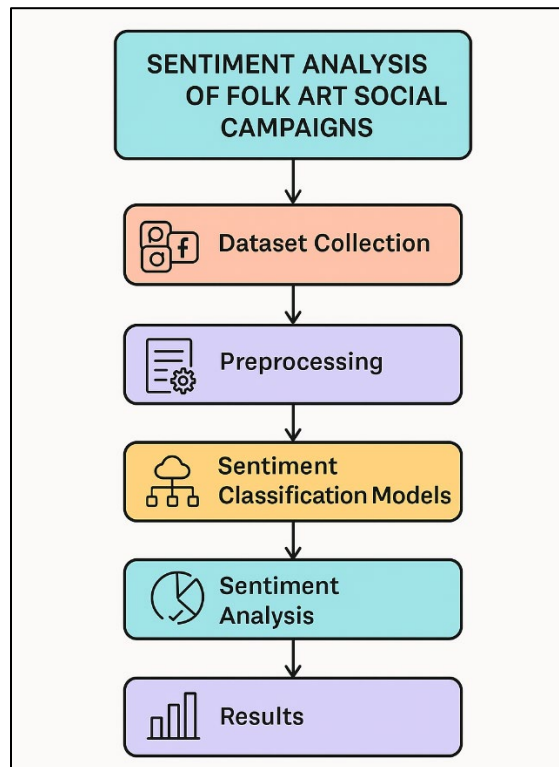 SENTIMENT ANALYSIS
OF FOLK ART SOCIAL
CAMPAIGNS
Dataset Collection
Preprocessing
Sentiment
Classification Models
Sentiment
Analysis
Results